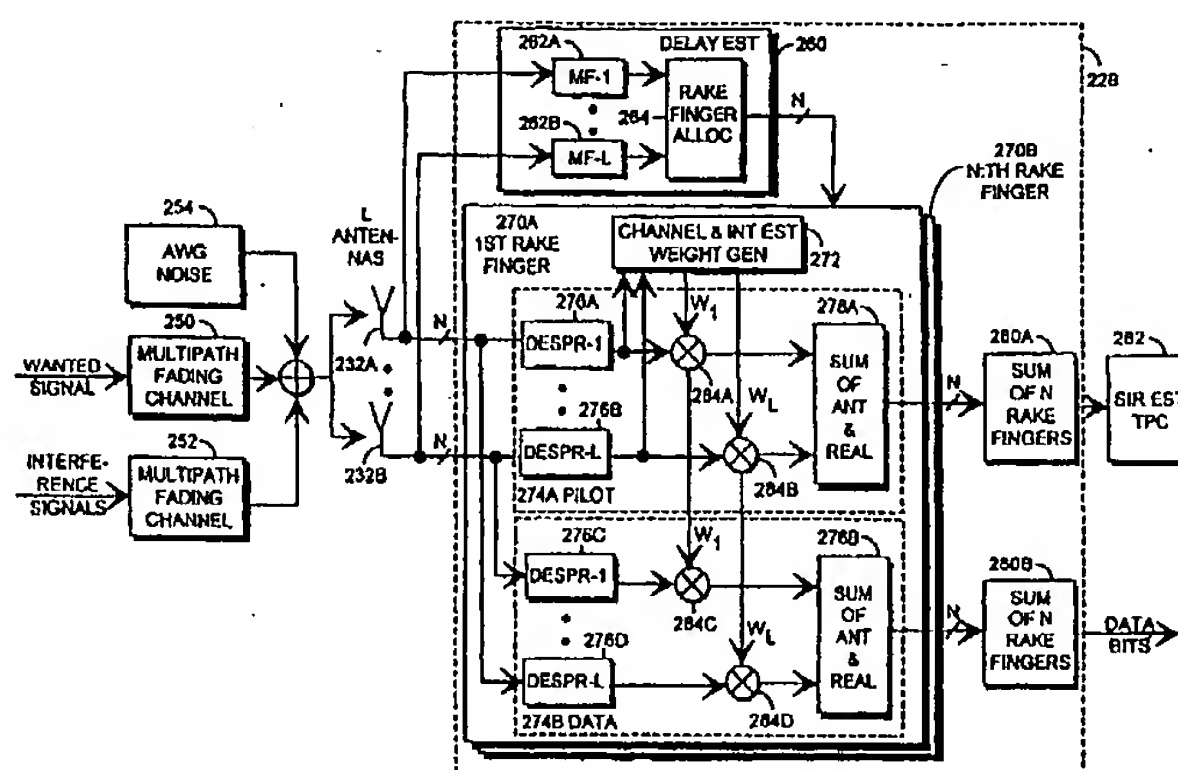 262A
DELAY EST
260
MF-1
264
RAKE
FINGER
ALLOC
N
262B
MF-L
228
270B
N:TH RAKE
FINGER
254
AWG
NOISE
L
ANTEN-
NAS
270A
1ST RAKE
FINGER
CHANNEL & INT EST
WEIGHT GEN
272
250
WANTED
SIGNAL
MULTIPATH
FADING
CHANNEL
232A
N
276A
DESPR-1
W1
284A
278A
SUM
OF
ANT
&
REAL
N
280A
SUM
OF N
RAKE
FINGERS
282
SIR EST
TPC
252
INTERFE-
RENCE
SIGNALS
MULTIPATH
FADING
CHANNEL
232B
N
276B
DESPR-L
WL
284B
274A PILOT
276C
DESPR-1
W1
284C
278B
SUM
OF
ANT
&
REAL
N
280B
SUM
OF N
RAKE
FINGERS
DATA
BITS
276D
DESPR-L
WL
284D
274B DATA